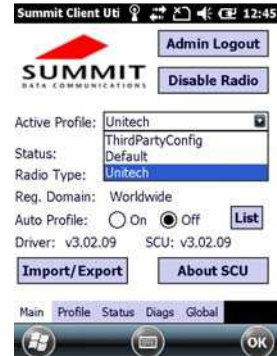 Summit Client Uti 12:45
Admin Logout
SUMMIT
DATA COMMUNICATIONS
Disable Radio
Active Profile: Unitech
ThirdPartyConfig
Default
Unitech
Status:
Radio Type:
Reg. Domain: Worldwide
Auto Profile: On Off List
Driver: v3.02.09 SCU: v3.02.09
Import/Export About SCU
Main Profile Status Diags Global
OK